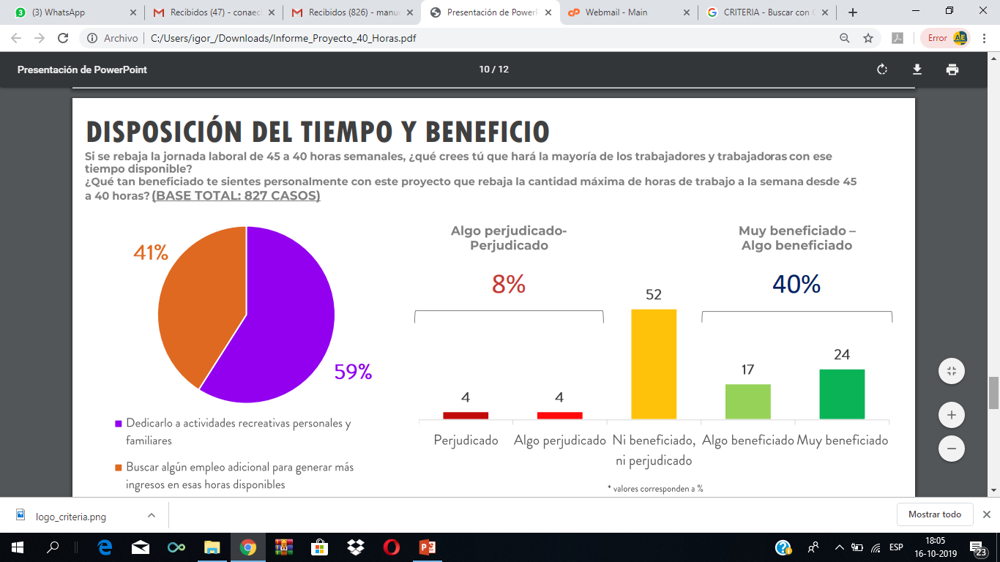 (3) WhatsApp
Recibidos (47) - conaec
Recibidos (826) - manu
Presentación de PowerP
Webmail - Main
CRITERIA - Buscar con G
Archivo
C:/Users/igor_/Downloads/Informe_Proyecto_40_Horas.pdf
Error
Presentación de PowerPoint
10 / 12
DISPOSICIÓN DEL TIEMPO Y BENEFICIO
Si se rebaja la jornada laboral de 45 a 40 horas semanales, ¿qué crees tú que hará la mayoría de los trabajadores y trabajadoras con ese
tiempo disponible?
¿Qué tan beneficiado te sientes personalmente con este proyecto que rebaja la cantidad máxima de horas de trabajo a la semana desde 45
a 40 horas? (BASE TOTAL: 827 CASOS)
41%
59%
Dedicarlo a actividades recreativas personales y
familiares
Buscar algún empleo adicional para generar más
ingresos en esas horas disponibles
Algo perjudicado-
Perjudicado
8%
Muy beneficiado –
Algo beneficiado
40%
4
4
52
17
24
Perjudicado
Algo perjudicado
Ni beneficiado,
ni perjudicado
Algo beneficiado
Muy beneficiado
* valores corresponden a %
logo_criteria.png
Mostrar todo
ESP
18:05
16-10-2019
23